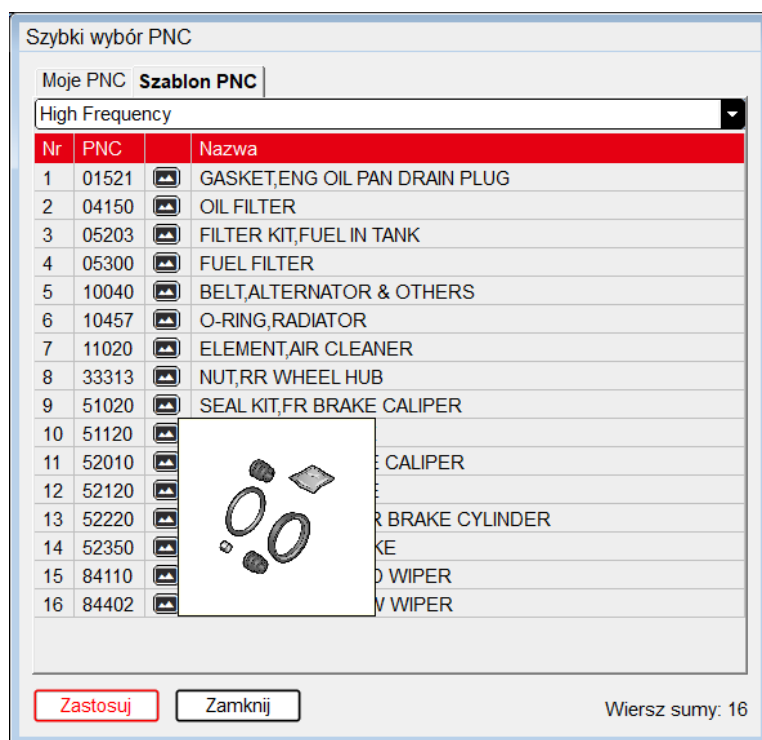 Szybki wybór PNC
Moje PNC Szablon PNC
High Frequency
Nr PNC Nazwa
1 01521 GASKET,ENG OIL PAN DRAIN PLUG
2 04150 OIL FILTER
3 05203 FILTER KIT,FUEL IN TANK
4 05300 FUEL FILTER
5 10040 BELT,ALTERNATOR & OTHERS
6 10457 O-RING,RADIATOR
7 11020 ELEMENT,AIR CLEANER
8 33313 NUT,RR WHEEL HUB
9 51020 SEAL KIT,FR BRAKE CALIPER
10 51120
11 52010 CALIPER
12 52120
13 52220 BRAKE CYLINDER
14 52350
15 84110 WIPER
16 84402 WIPER
Zastosuj Zamknij Wiersz sumy: 16